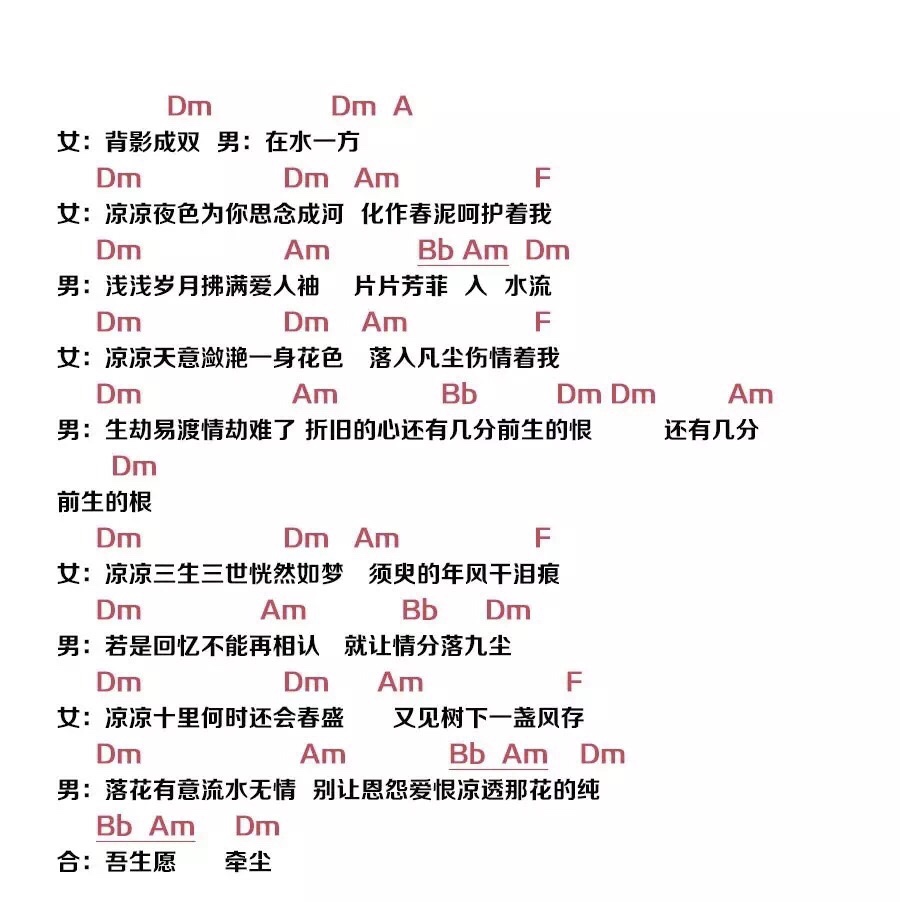 Dm Dm A
女：背影成双 男：在水一方
Dm Dm Am F
女：凉凉夜色为你思念成河 化作春泥呵护着我
Dm Am Bb Am Dm
男：浅浅岁月拂满爱人袖 片片芳菲 入 水流
Dm Dm Am F
女：凉凉天意潋滟一身花色 落入凡尘伤情着我
Dm Am Bb Dm Dm Am
男：生劫易渡情劫难了 折旧的心还有几分前生的恨 还有几分
Dm
前生的根
Dm Dm Am F
女：凉凉三生三世恍然如梦 须臾的年风干泪痕
Dm Am Bb Dm
男：若是回忆不能再相认 就让情分落九尘
Dm Dm Am F
女：凉凉十里何时还会春盛 又见树下一盏风存
Dm Am Bb Am Dm
男：落花有意流水无情 别让恩怨爱恨凉透那花的纯
Bb Am Dm
合：吾生愿 牵尘